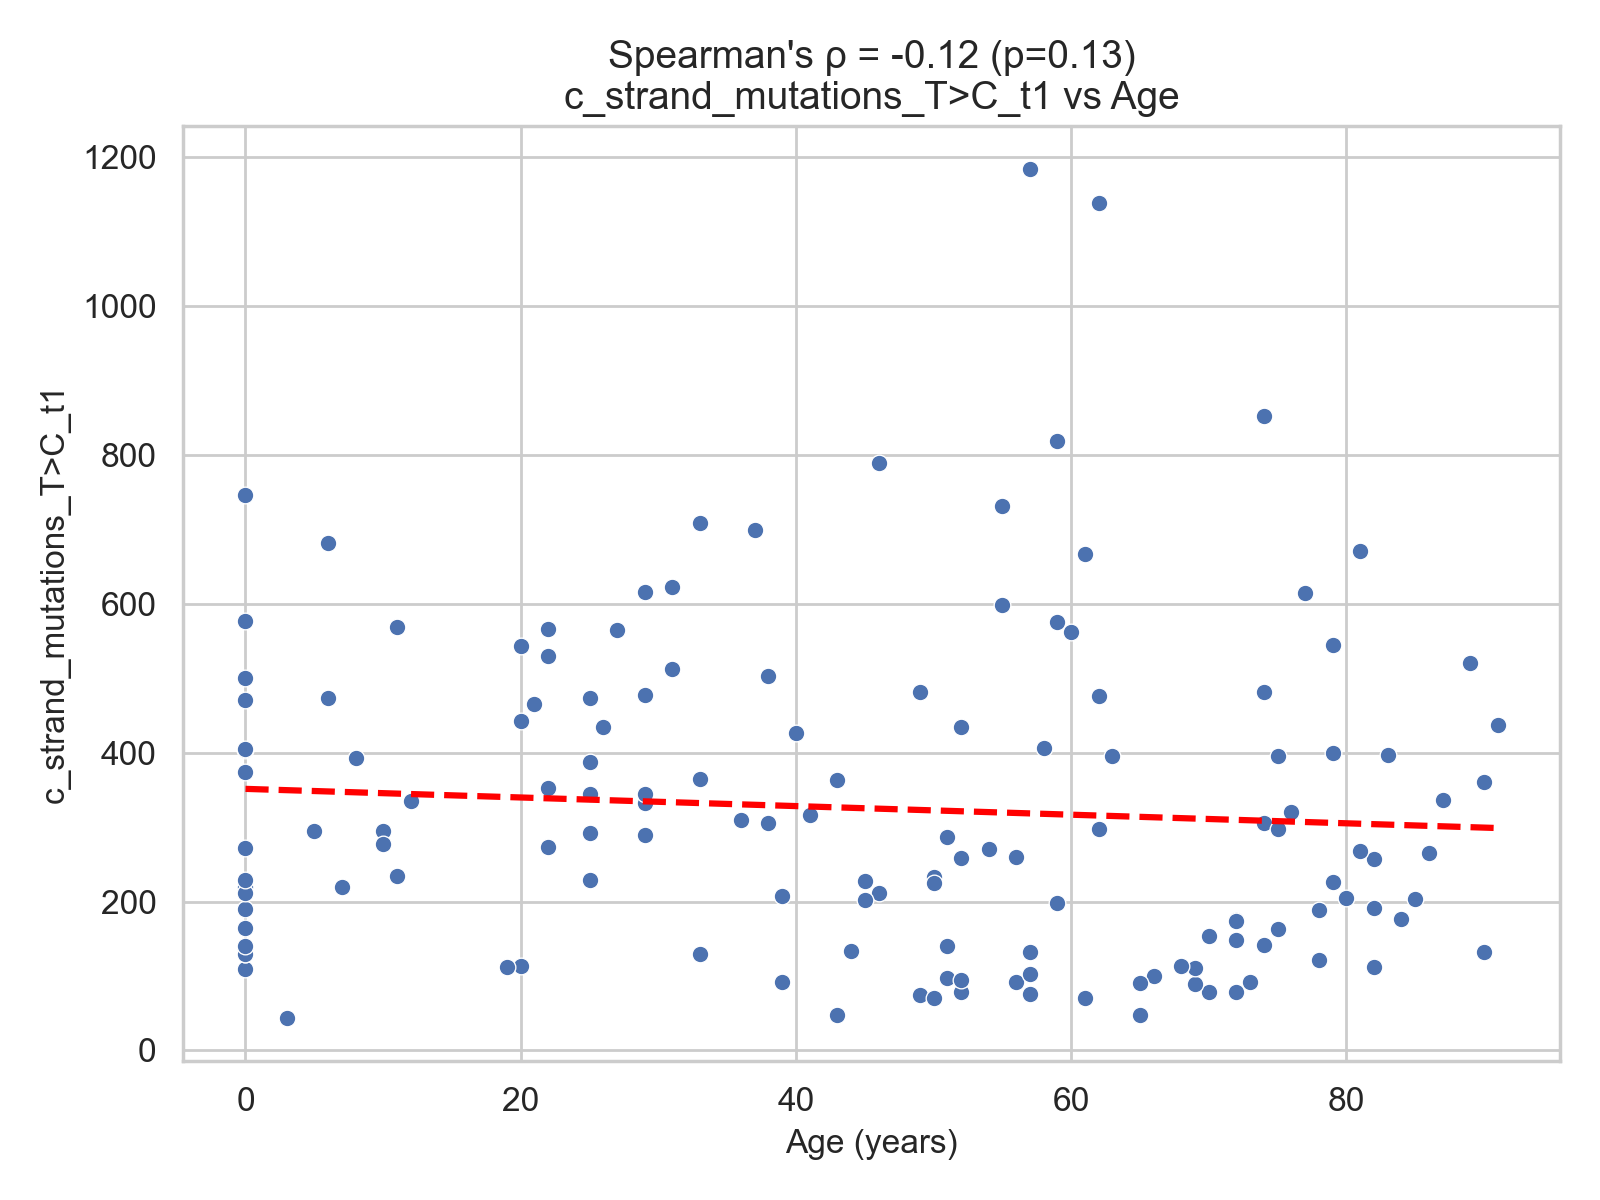 Spearman's ρ = -0.12 (p=0.13)
c_strand_mutations_T>C_t1 vs Age
1200
1000
800
600
400
200
0
c_strand_mutations_T>C_t1
0 20 40 60 80
Age (years)